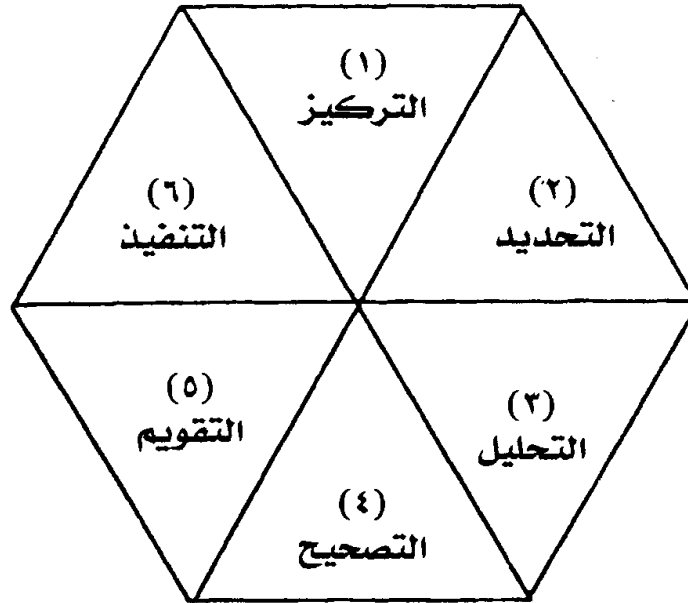 (١)
التركيز
(٢)
التحديد
(٣)
التحليل
(٤)
التصحيح
(٥)
التقويم
(٦)
التنفيذ